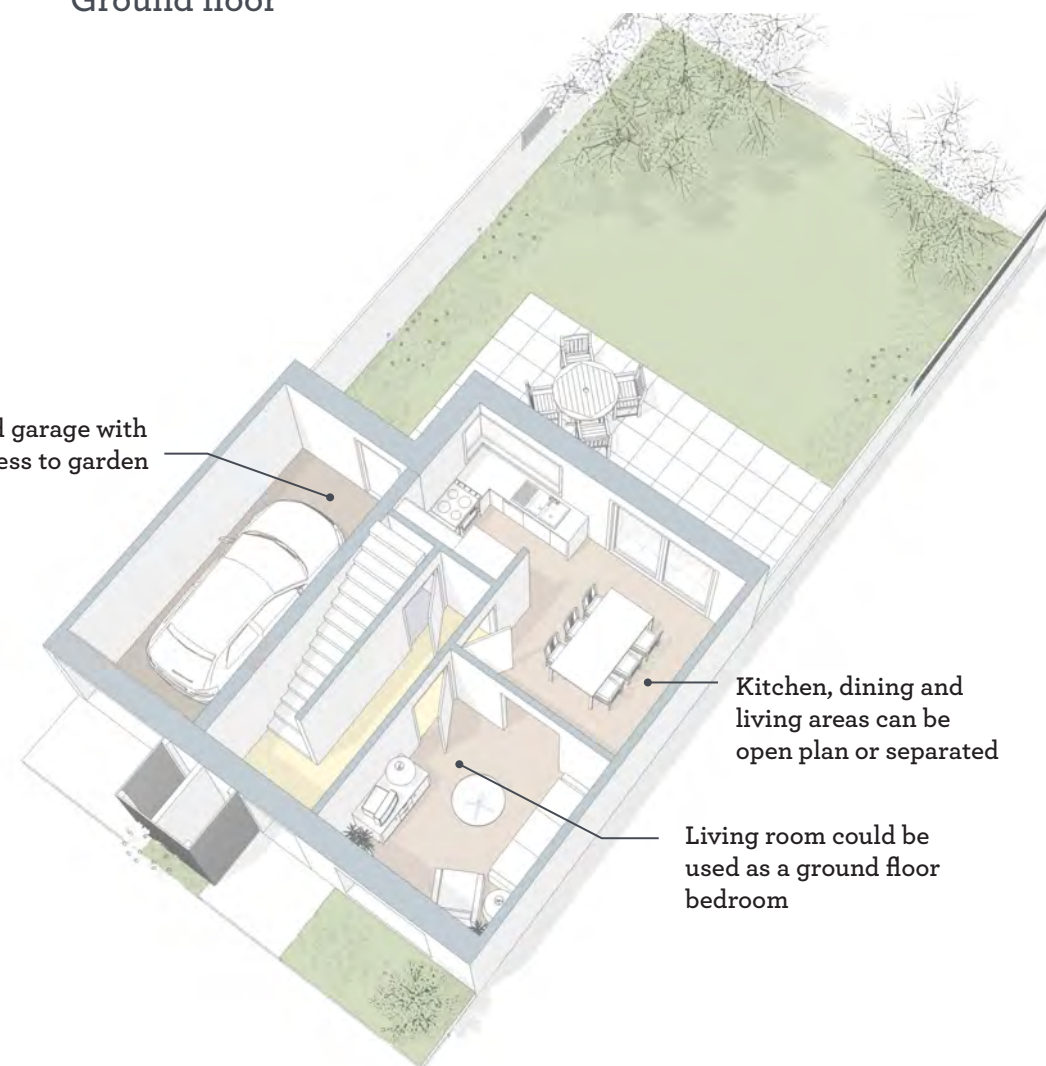 Ground floor
garage with
to garden
Kitchen, dining and
living areas can be
open plan or separated
Living room could be
used as a ground floor
bedroom